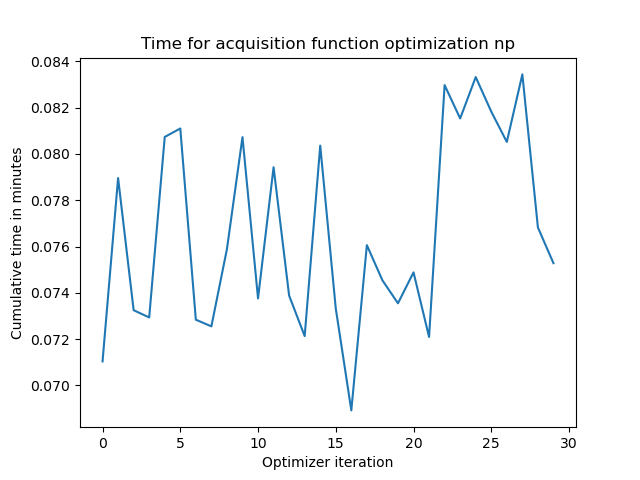 Time for acquisition function optimization np
Cumulative time in minutes
0.084
0.082
0.080
0.078
0.076
0.074
0.072
0.070
0 5 10 15 20 25 30
Optimizer iteration